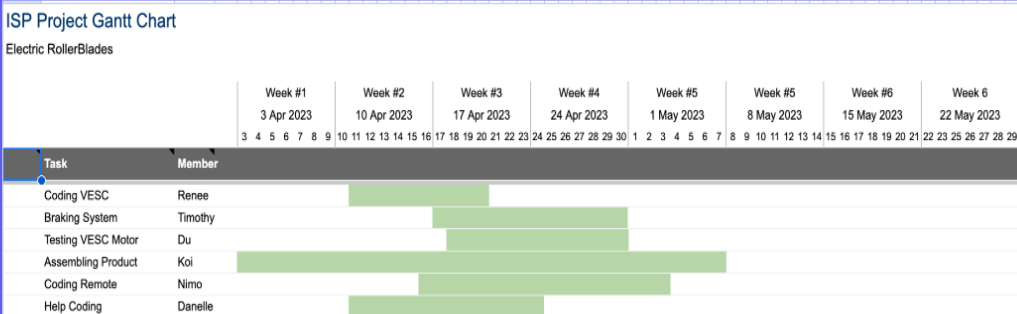 ISP Project Gantt Chart
Electric RollerBlades
Week #1 Week #2 Week #3 Week #4 Week #5 Week #5 Week #6 Week 6
3 Apr 2023 10 Apr 2023 17 Apr 2023 24 Apr 2023 1 May 2023 8 May 2023 15 May 2023 22 May 2023
3 4 5 6 7 8 9 10 11 12 13 14 15 16 17 18 19 20 21 22 23 24 25 26 27 28 29 30 1 2 3 4 5 6 7 8 9 10 11 12 13 14 15 16 17 18 19 20 21 22 23 25 26 27 28 29
Task Member
Coding VESC Renee
Braking System Timothy
Testing VESC Motor Du
Assembling Product Koi
Coding Remote Nimo
Help Coding Danelle